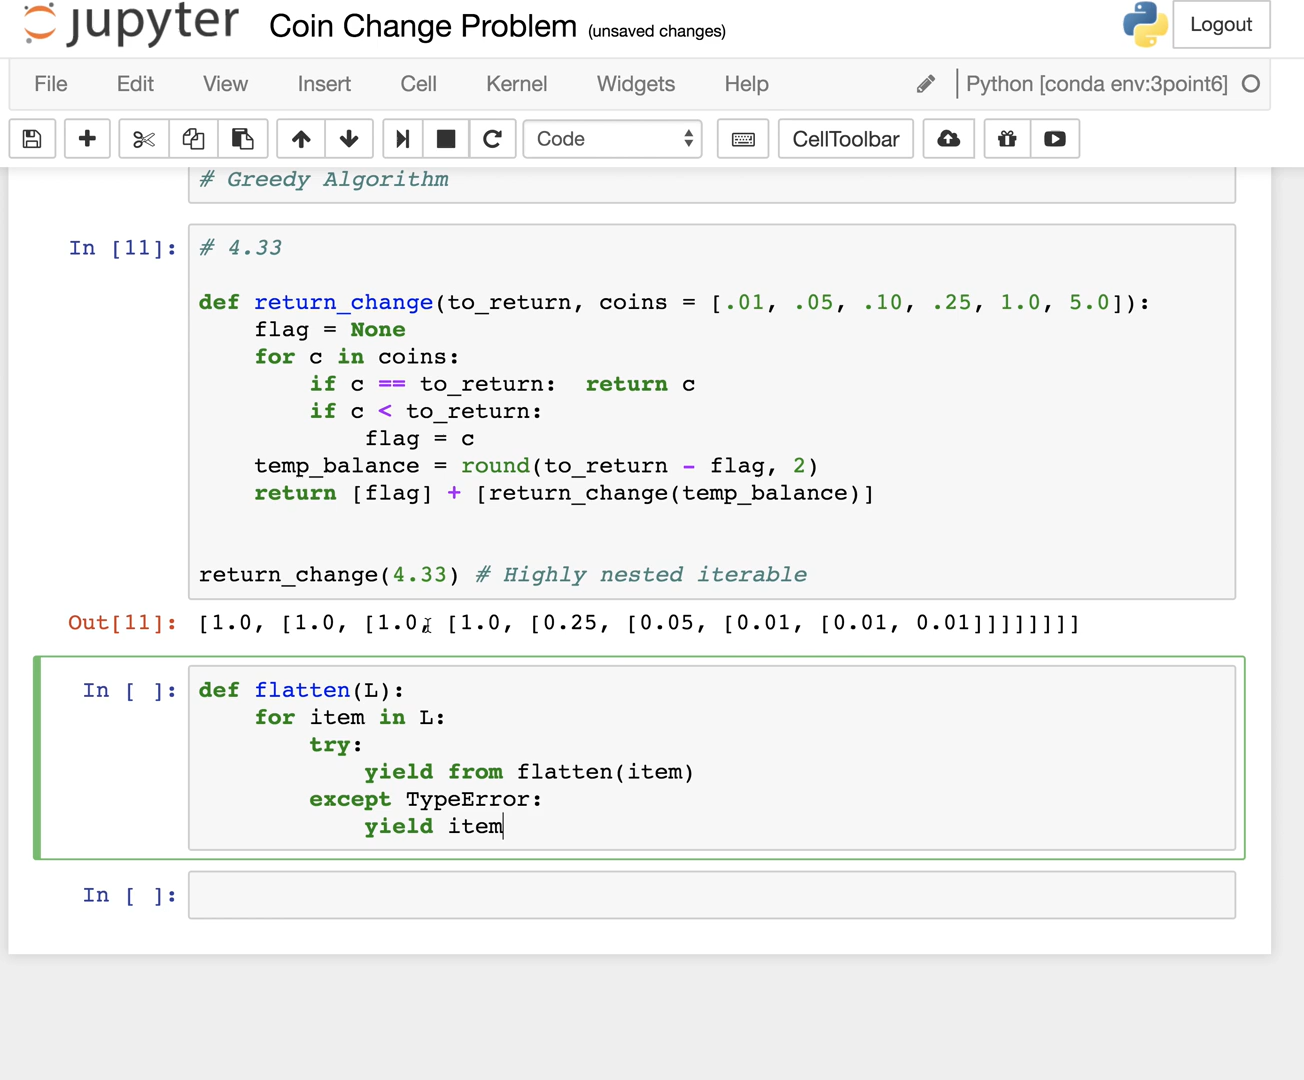 jupyter Coin Change Problem (unsaved changes) Logout
File Edit View Insert Cell Kernel Widgets Help Python [conda env:3point6]
Code CellToolbar
# Greedy Algorithm
In [11]: # 4.33
def return_change(to_return, coins = [.01, .05, .10, .25, 1.0, 5.0]):
    flag = None
    for c in coins:
        if c == to_return:  return c
        if c < to_return:
            flag = c
    temp_balance = round(to_return - flag, 2)
    return [flag] + [return_change(temp_balance)]
return_change(4.33) # Highly nested iterable
Out[11]: [1.0, [1.0, [1.0, [1.0, [0.25, [0.05, [0.01, [0.01, 0.01]]]]]]]]
In [ ]: def flatten(L):
    for item in L:
        try:
            yield from flatten(item)
        except TypeError:
            yield item
In [ ]: